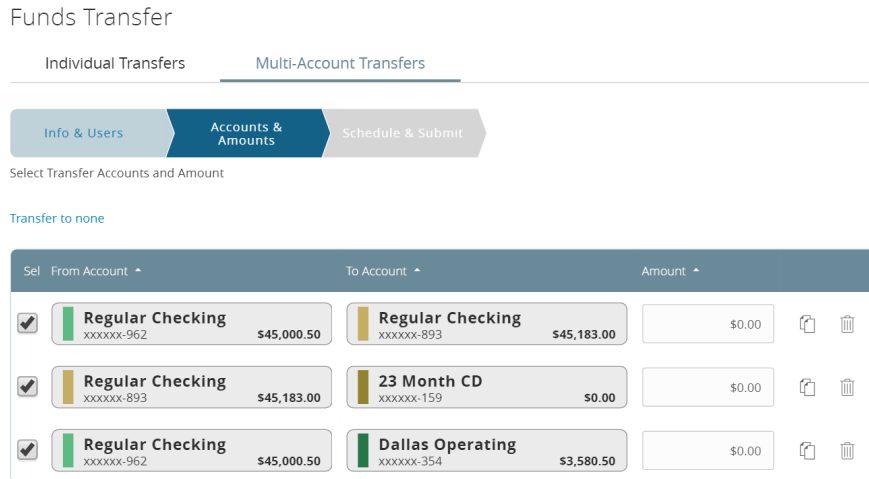 Funds Transfer
Individual Transfers Multi-Account Transfers
Info & Users Accounts & Amounts Schedule & Submit
Select Transfer Accounts and Amount
Transfer to none
Sel From Account To Account Amount
Regular Checking Regular Checking
xxxxxx-962 $45,000.50 xxxxxx-893 $45,183.00 $0.00
Regular Checking 23 Month CD
xxxxxx-893 $45,183.00 xxxxxx-159 $0.00 $0.00
Regular Checking Dallas Operating
xxxxxx-962 $45,000.50 xxxxxx-354 $3,580.50 $0.00